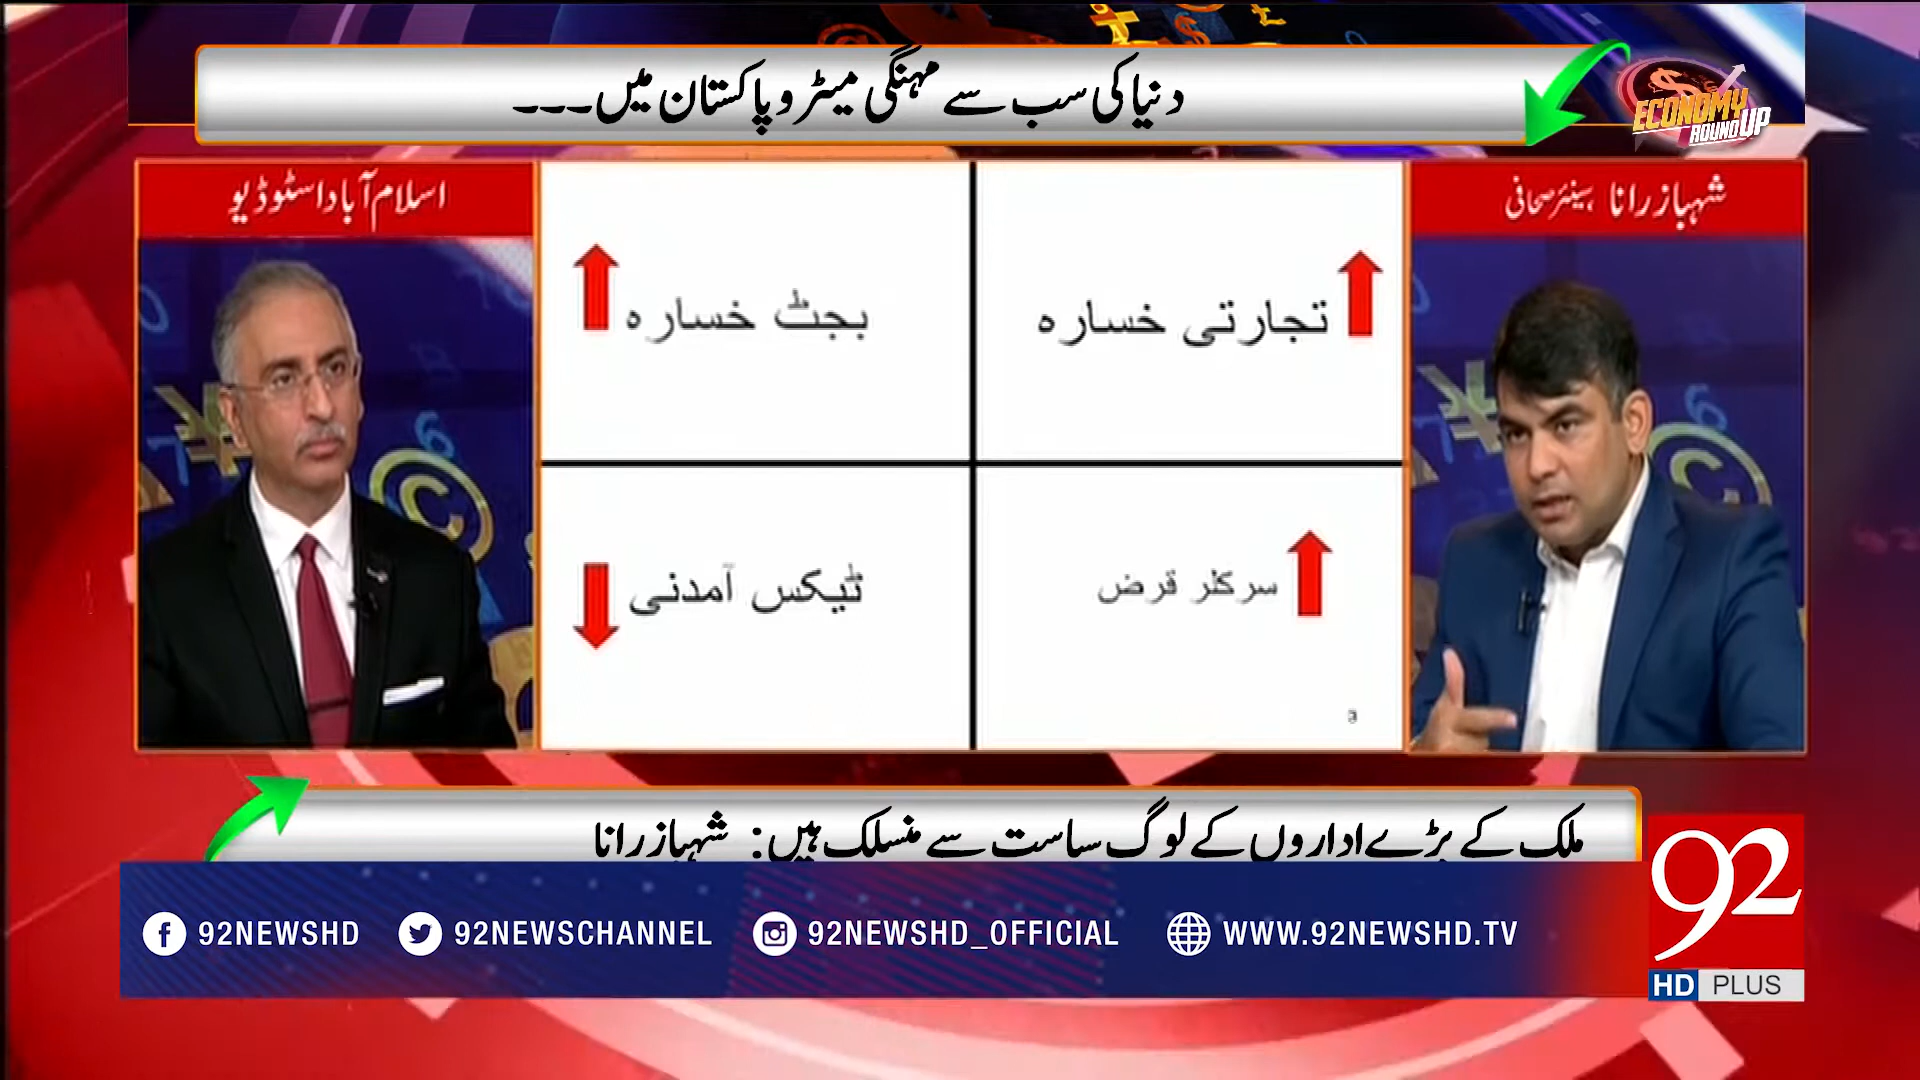 دنیا کی سب سے مہنگی میٹرو پاکستان میں۔۔۔
ECONOMY
ROUNDUP
شہباز رانا، سینئر صحافی
اسلام آباد اسٹوڈیو
تجارتی خسارہ
بجٹ خسارہ
سرکلر قرض
ٹیکس آمدنی
3
ملک کے بڑے اداروں کے لوگ ساست سے منسلک ہیں: شہباز رانا
92NEWSHD
92NEWSCHANNEL
92NEWSHD_OFFICIAL
WWW.92NEWSHD.TV
92
HD PLUS